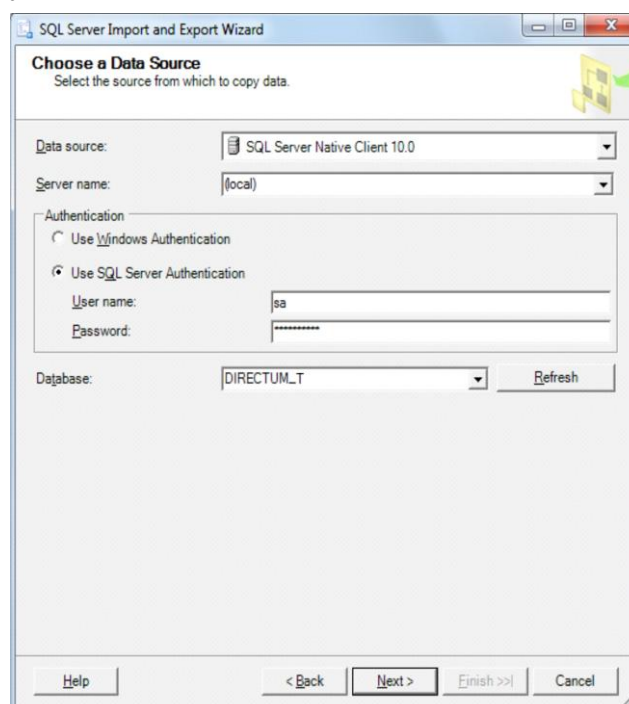 SQL Server Import and Export Wizard
Choose a Data Source
Select the source from which to copy data.
Data source:
SQL Server Native Client 10.0
Server name:
(local)
Authentication
Use Windows Authentication
Use SQL Server Authentication
User name:
sa
Password:
**********
Database:
DIRECTUM_T
Refresh
Help
< Back
Next >
Finish >>|
Cancel